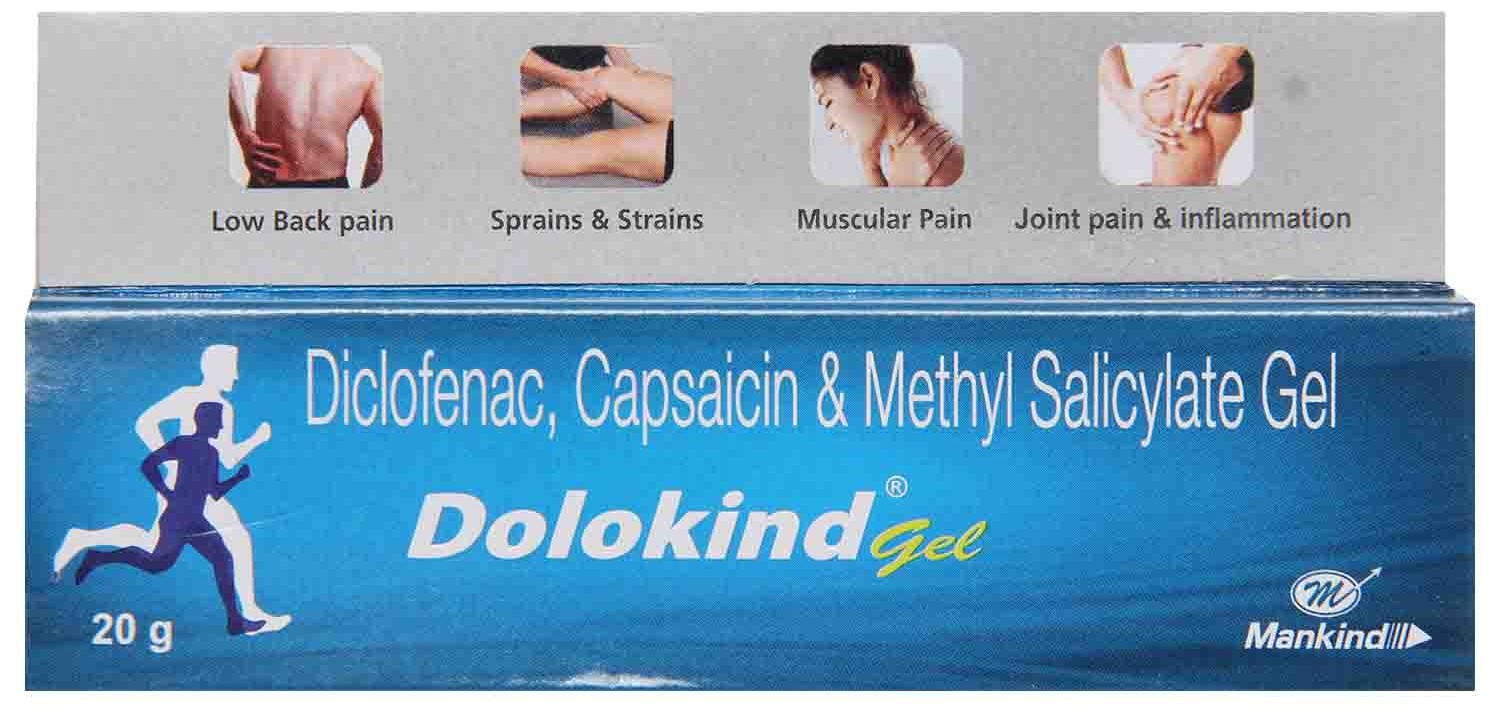 Low Back pain
Sprains & Strains
Muscular Pain
Joint pain & inflammation
Diclofenac, Capsaicin & Methyl Salicylate Gel
Dolokind® Gel
20 g
m
Mankind